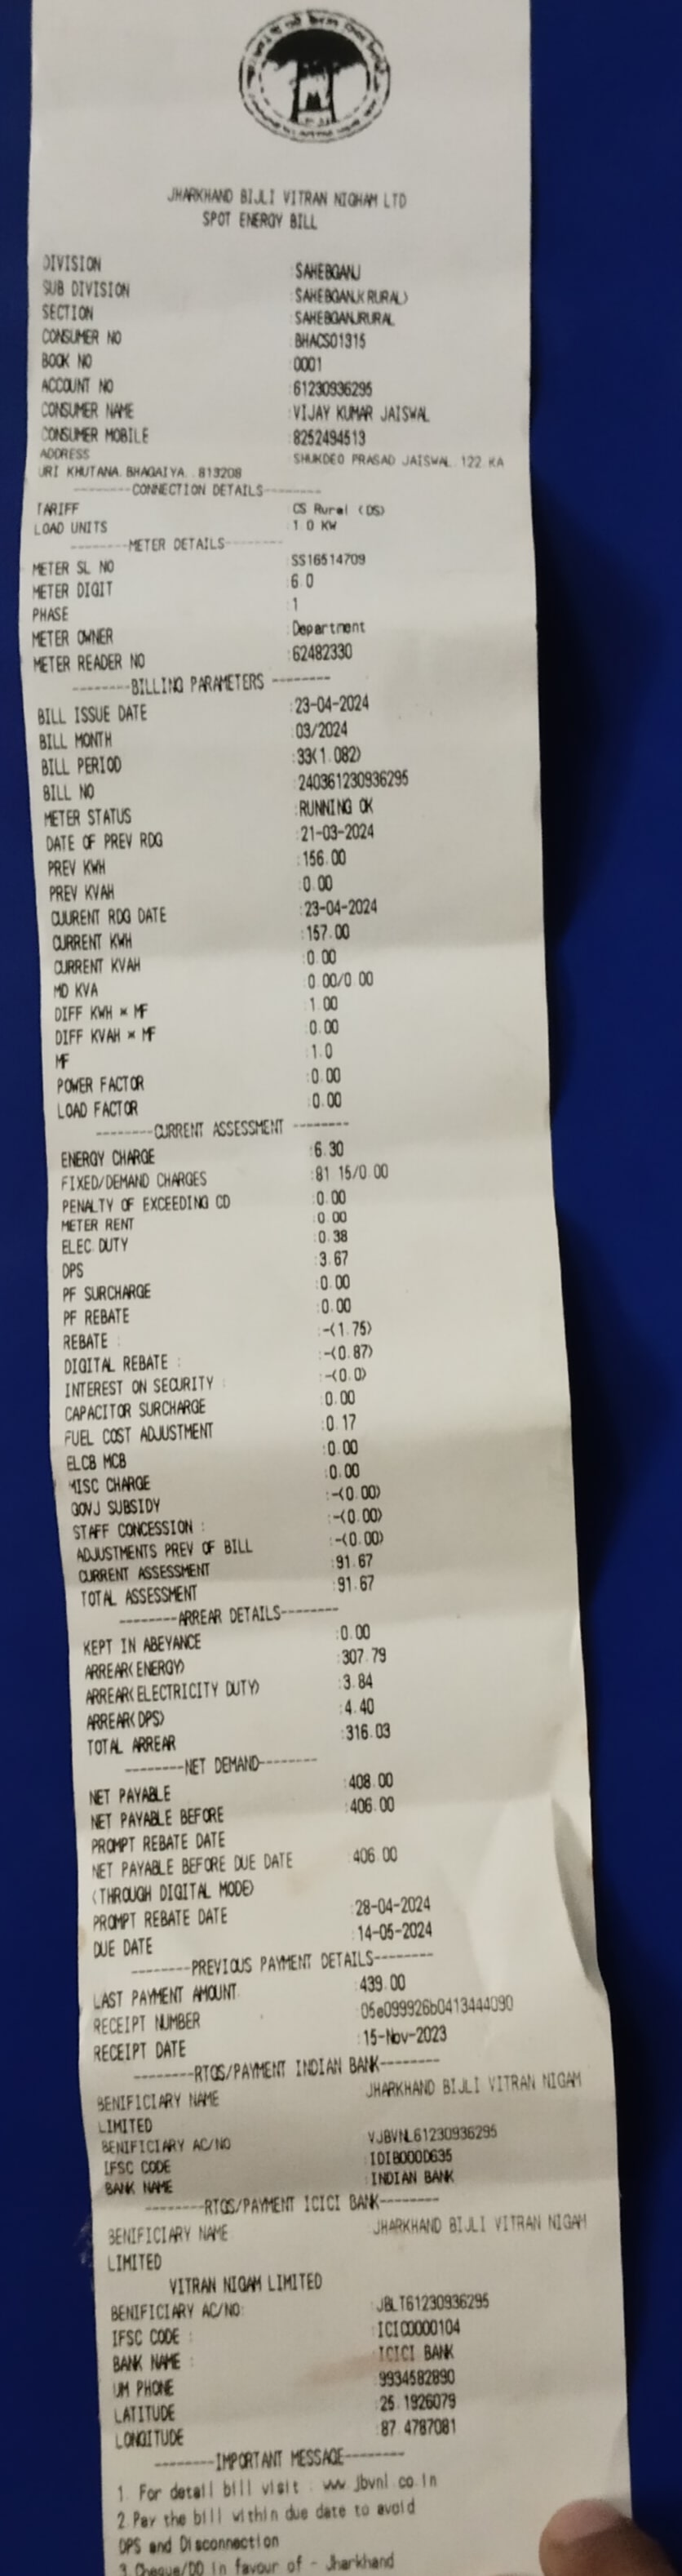 JHARKHAND BIJLI VITRAN NIGHAM LTD
SPOT ENERGY BILL
DIVISION :SAHEBGANJ
SUB DIVISION :SAHEBGANJ(RURAL)
SECTION :SAHEBGANJRURAL
CONSUMER NO :BHACS01315
BOOK NO :0001
ACCOUNT NO :61230936295
CONSUMER NAME :VIJAY KUMAR JAISWAL
CONSUMER MOBILE :8252494513
ADDRESS :SHUKDEO PRASAD JAISWAL 122 KA
URI KHUTANA. BHAGAIYA. .813208
--------CONNECTION DETAILS--------
TARIFF :CS Rural (DS)
LOAD UNITS :1.0 KW
--------METER DETAILS--------
METER SL NO :SS16514709
METER DIGIT :6.0
PHASE :1
METER OWNER :Department
METER READER NO :62482330
--------BILLING PARAMETERS --------
BILL ISSUE DATE :23-04-2024
BILL MONTH :03/2024
BILL PERIOD :33(1.082)
BILL NO :240361230936295
METER STATUS :RUNNING OK
DATE OF PREV RDG :21-03-2024
PREV KWH :156.00
PREV KVAH :0.00
CUURENT RDG DATE :23-04-2024
CURRENT KWH :157.00
CURRENT KVAH :0.00
MD KVA :0.00/0.00
DIFF KWH * MF :1.00
DIFF KVAH * MF :0.00
MF :1.0
POWER FACTOR :0.00
LOAD FACTOR :0.00
--------CURRENT ASSESSMENT --------
ENERGY CHARGE :6.30
FIXED/DEMAND CHARGES :81.15/0.00
PENALTY OF EXCEEDING CD :0.00
METER RENT :0.00
ELEC.DUTY :0.38
DPS :3.67
PF SURCHARGE :0.00
PF REBATE :0.00
REBATE : :-(1.75)
DIGITAL REBATE : :-(0.87)
INTEREST ON SECURITY : :-(0.0)
CAPACITOR SURCHARGE :0.00
FUEL COST ADJUSTMENT :0.17
ELCB MCB :0.00
MISC CHARGE :0.00
GOVJ SUBSIDY :-(0.00)
STAFF CONCESSION : :-(0.00)
ADJUSTMENTS PREV OF BILL :-(0.00)
CURRENT ASSESSMENT :91.67
TOTAL ASSESSMENT :91.67
--------ARREAR DETAILS--------
KEPT IN ABEYANCE :0.00
ARREAR(ENERGY) :307.79
ARREAR(ELECTRICITY DUTY) :3.84
ARREAR(DPS) :4.40
TOTAL ARREAR :316.03
--------NET DEMAND--------
NET PAYABLE :408.00
NET PAYABLE BEFORE :406.00
PROMPT REBATE DATE
NET PAYABLE BEFORE DUE DATE :406.00
(THROUGH DIGITAL MODE)
PROMPT REBATE DATE :28-04-2024
DUE DATE :14-05-2024
--------PREVIOUS PAYMENT DETAILS--------
LAST PAYMENT AMOUNT. :439.00
RECEIPT NUMBER :05e099926b0413444090
RECEIPT DATE :15-Nov-2023
--------RTGS/PAYMENT INDIAN BANK--------
BENIFICIARY NAME :JHARKHAND BIJLI VITRAN NIGAM
LIMITED
BENIFICIARY AC/NO :VJBVNL61230936295
IFSC CODE :IDIB000D635
BANK NAME :INDIAN BANK
--------RTGS/PAYMENT ICICI BANK--------
BENIFICIARY NAME :JHARKHAND BIJLI VITRAN NIGAM
LIMITED
VITRAN NIGAM LIMITED
BENIFICIARY AC/NO: :JBLT61230936295
IFSC CODE : :ICIC0000104
BANK NAME : :ICICI BANK
UM PHONE :9934582890
LATITUDE :25.1926079
LONGITUDE :87.4787081
--------IMPORTANT MESSAGE--------
1. For detail bill visit : www.jbvnl.co.in
2.Pay the bill within due date to avoid
DPS and Disconnection
3.Cheque/DD in favour of - Jharkhand